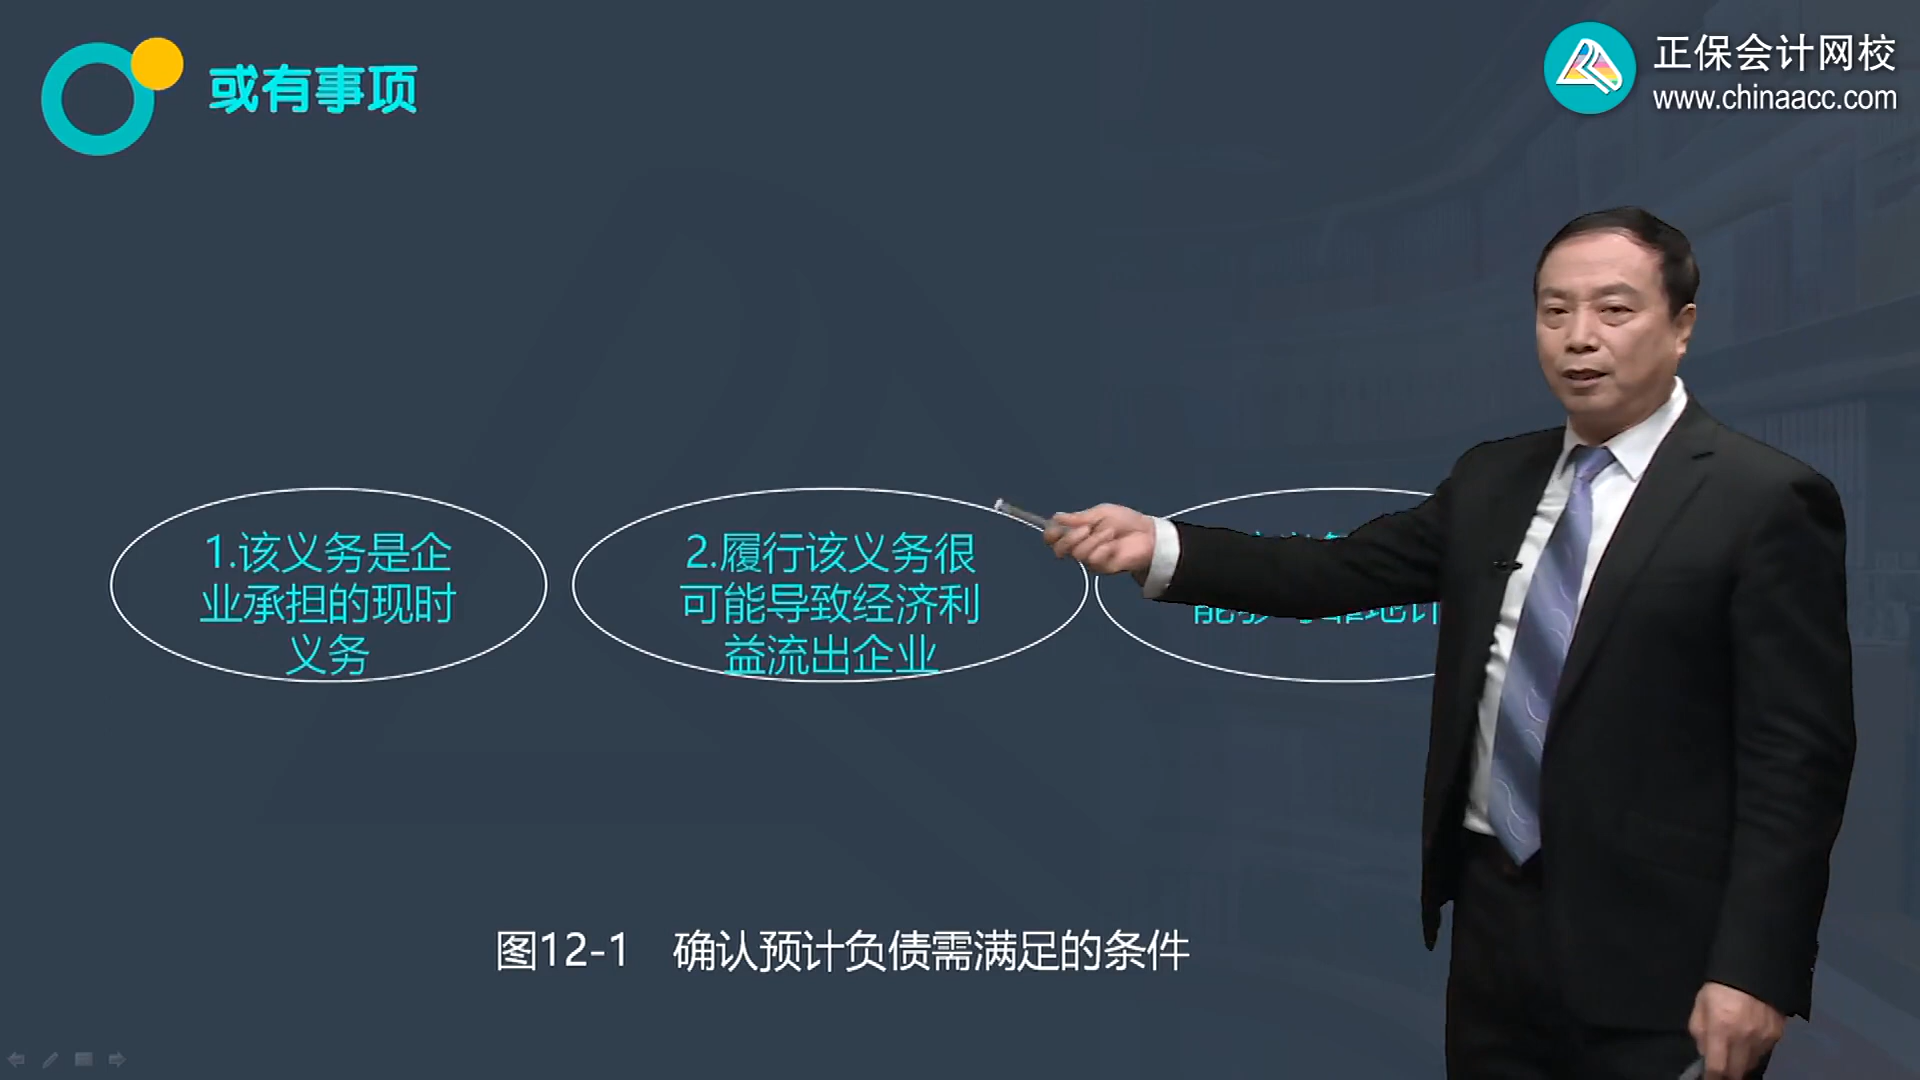 或有事项
正保会计网校
www.chinaacc.com
1.该义务是企
业承担的现时
义务
2.履行该义务很
可能导致经济利
益流出企业
图12-1 确认预计负债需满足的条件